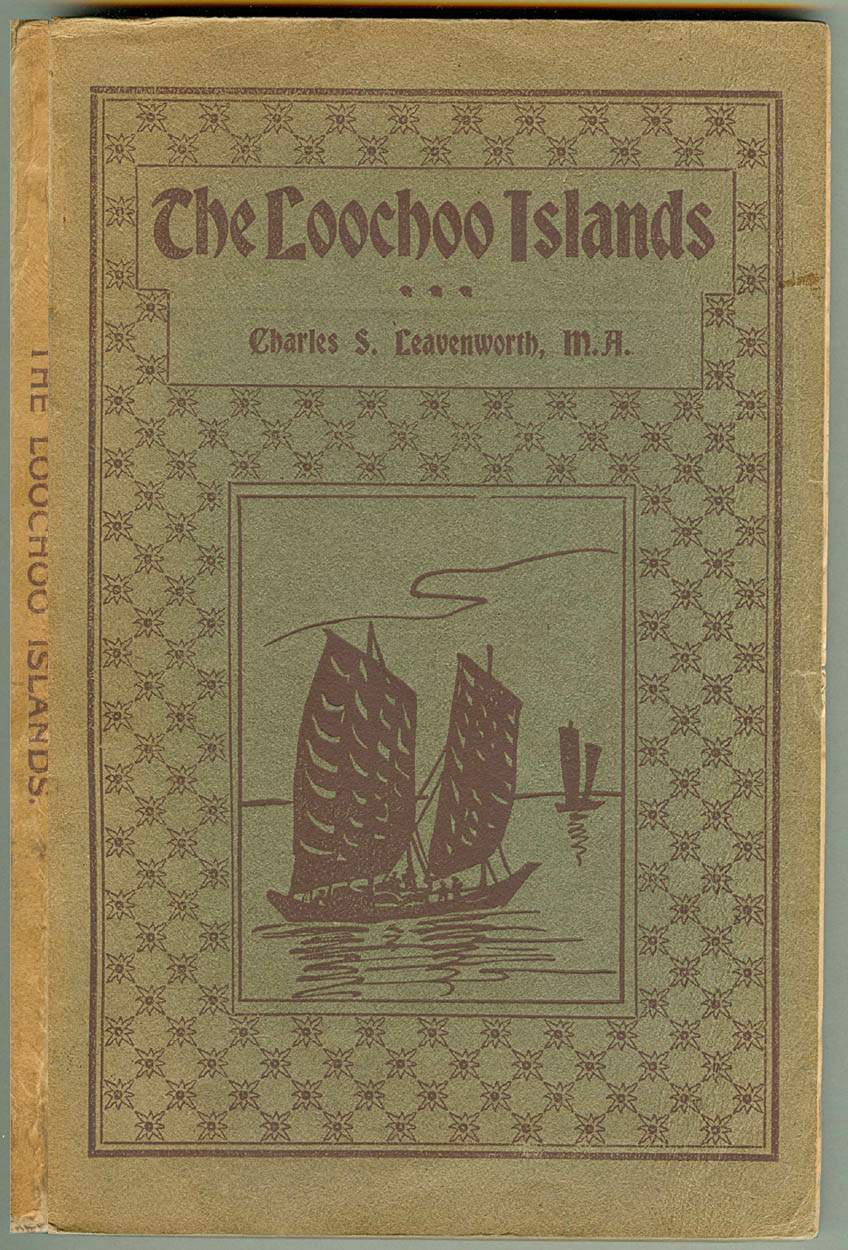 The Loochoo Islands
Charles S. Leavenworth, M.A.
THE LOOCHOO ISLANDS.